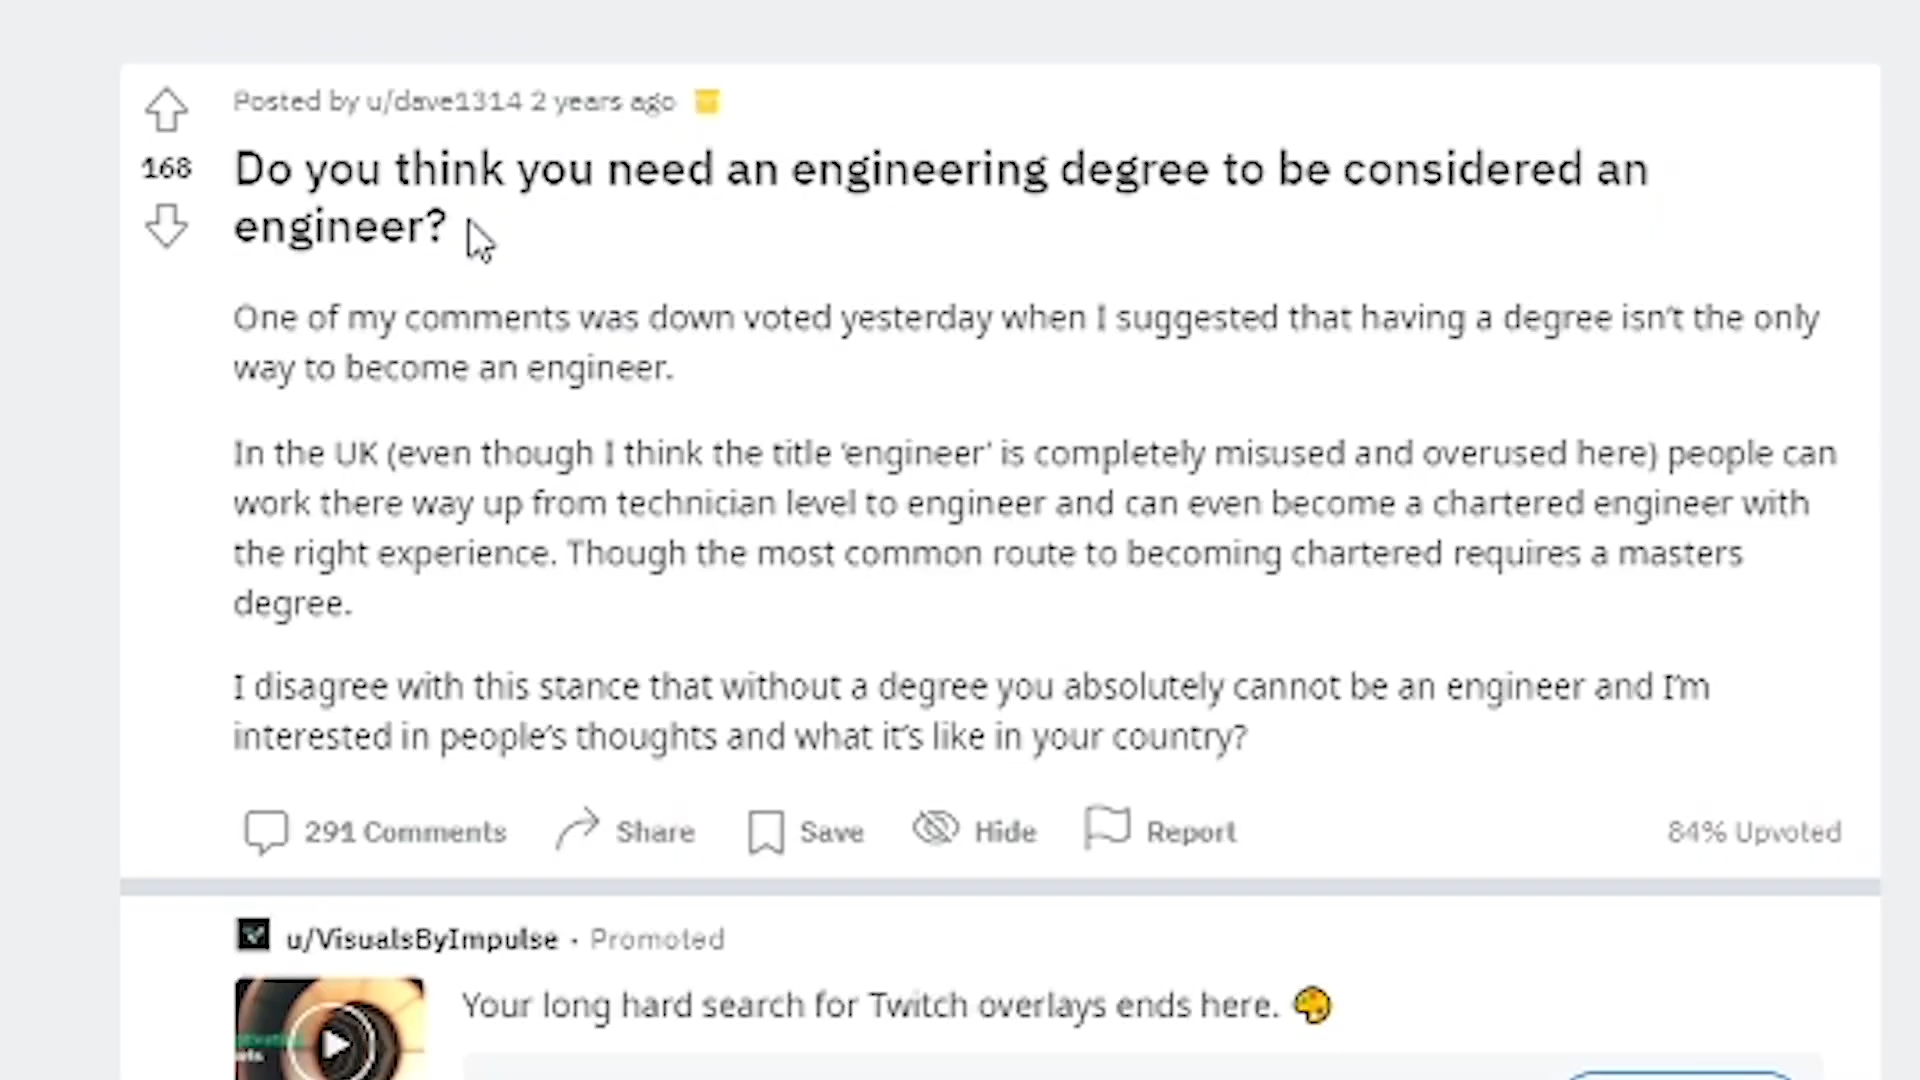 Posted by u/dave1314 2 years ago
168
Do you think you need an engineering degree to be considered an
engineer?
One of my comments was down voted yesterday when I suggested that having a degree isn't the only
way to become an engineer.
In the UK (even though I think the title 'engineer' is completely misused and overused here) people can
work there way up from technician level to engineer and can even become a chartered engineer with
the right experience. Though the most common route to becoming chartered requires a masters
degree.
I disagree with this stance that without a degree you absolutely cannot be an engineer and I'm
interested in people's thoughts and what it's like in your country?
291 Comments Share Save Hide Report 84% Upvoted
u/VisualsByImpulse · Promoted
Your long hard search for Twitch overlays ends here.